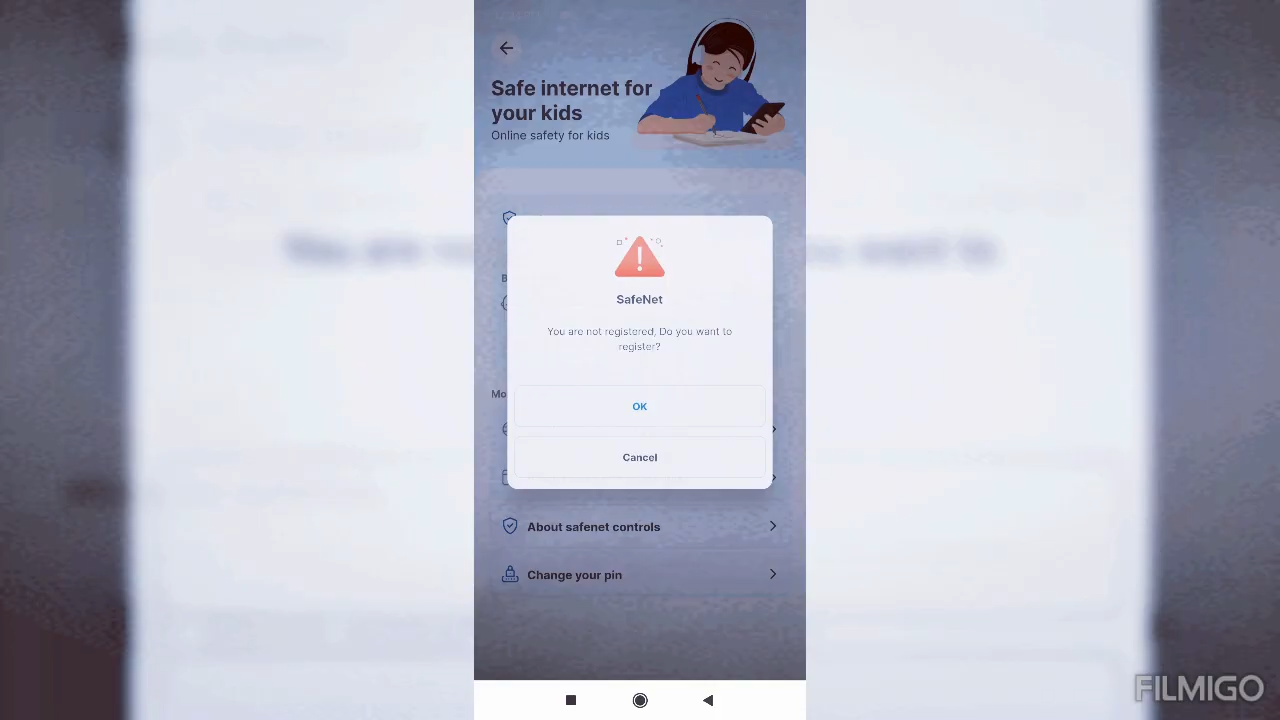 Safe internet for
your kids
Online safety for kids
B
SafeNet
You are not registered, Do you want to
register?
Mo
OK
Cancel
About safenet controls
Change your pin
FILMIGO